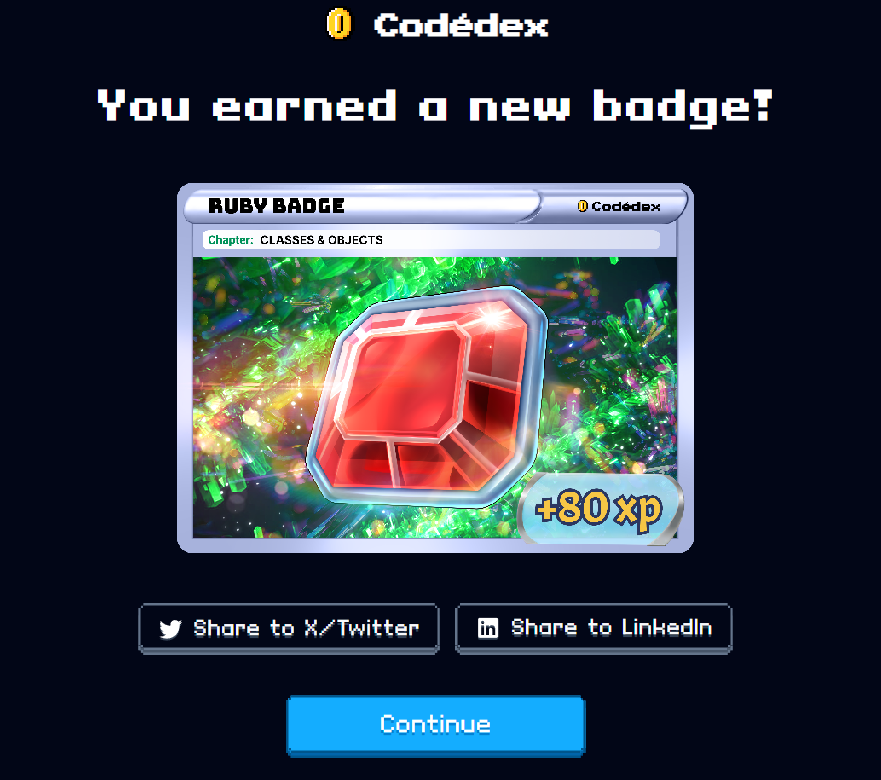 Codédex
You earned a new badge!
RUBY BADGE
Codédex
Chapter: CLASSES & OBJECTS
+80 xp
Share to X/Twitter
in Share to LinkedIn
Continue